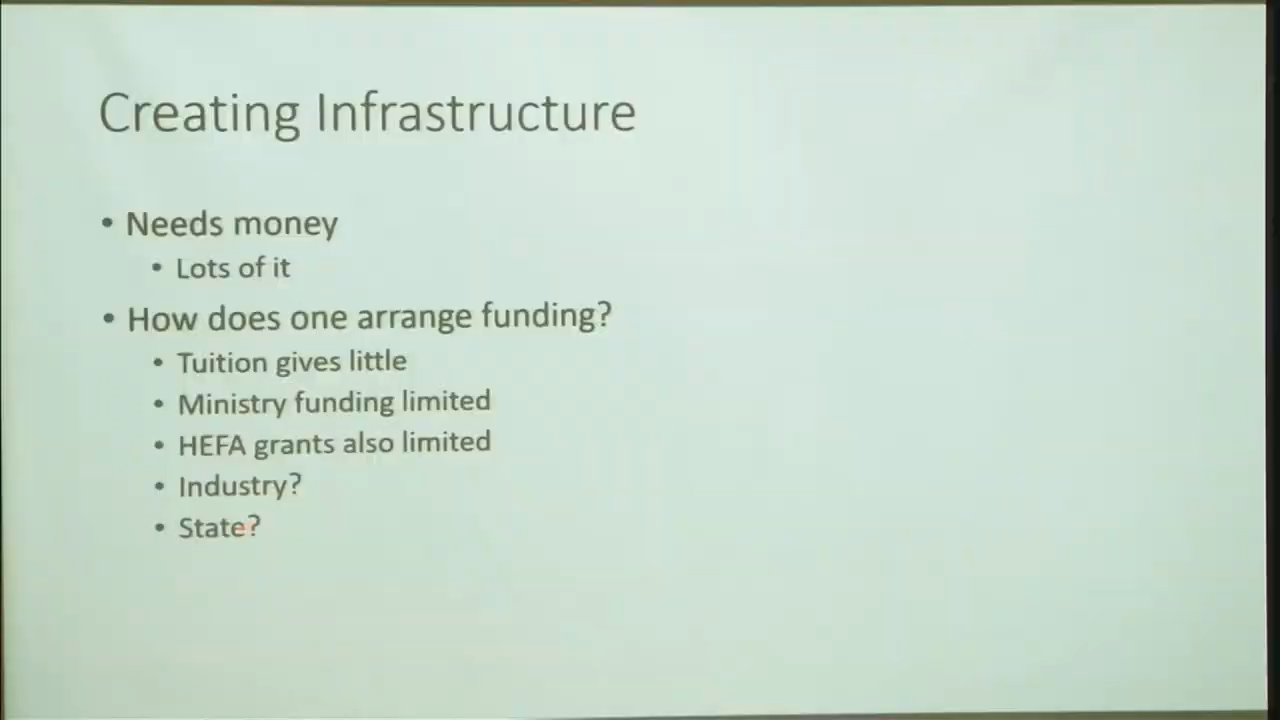 Creating Infrastructure
• Needs money
• Lots of it
• How does one arrange funding?
• Tuition gives little
• Ministry funding limited
• HEFA grants also limited
• Industry?
• State?